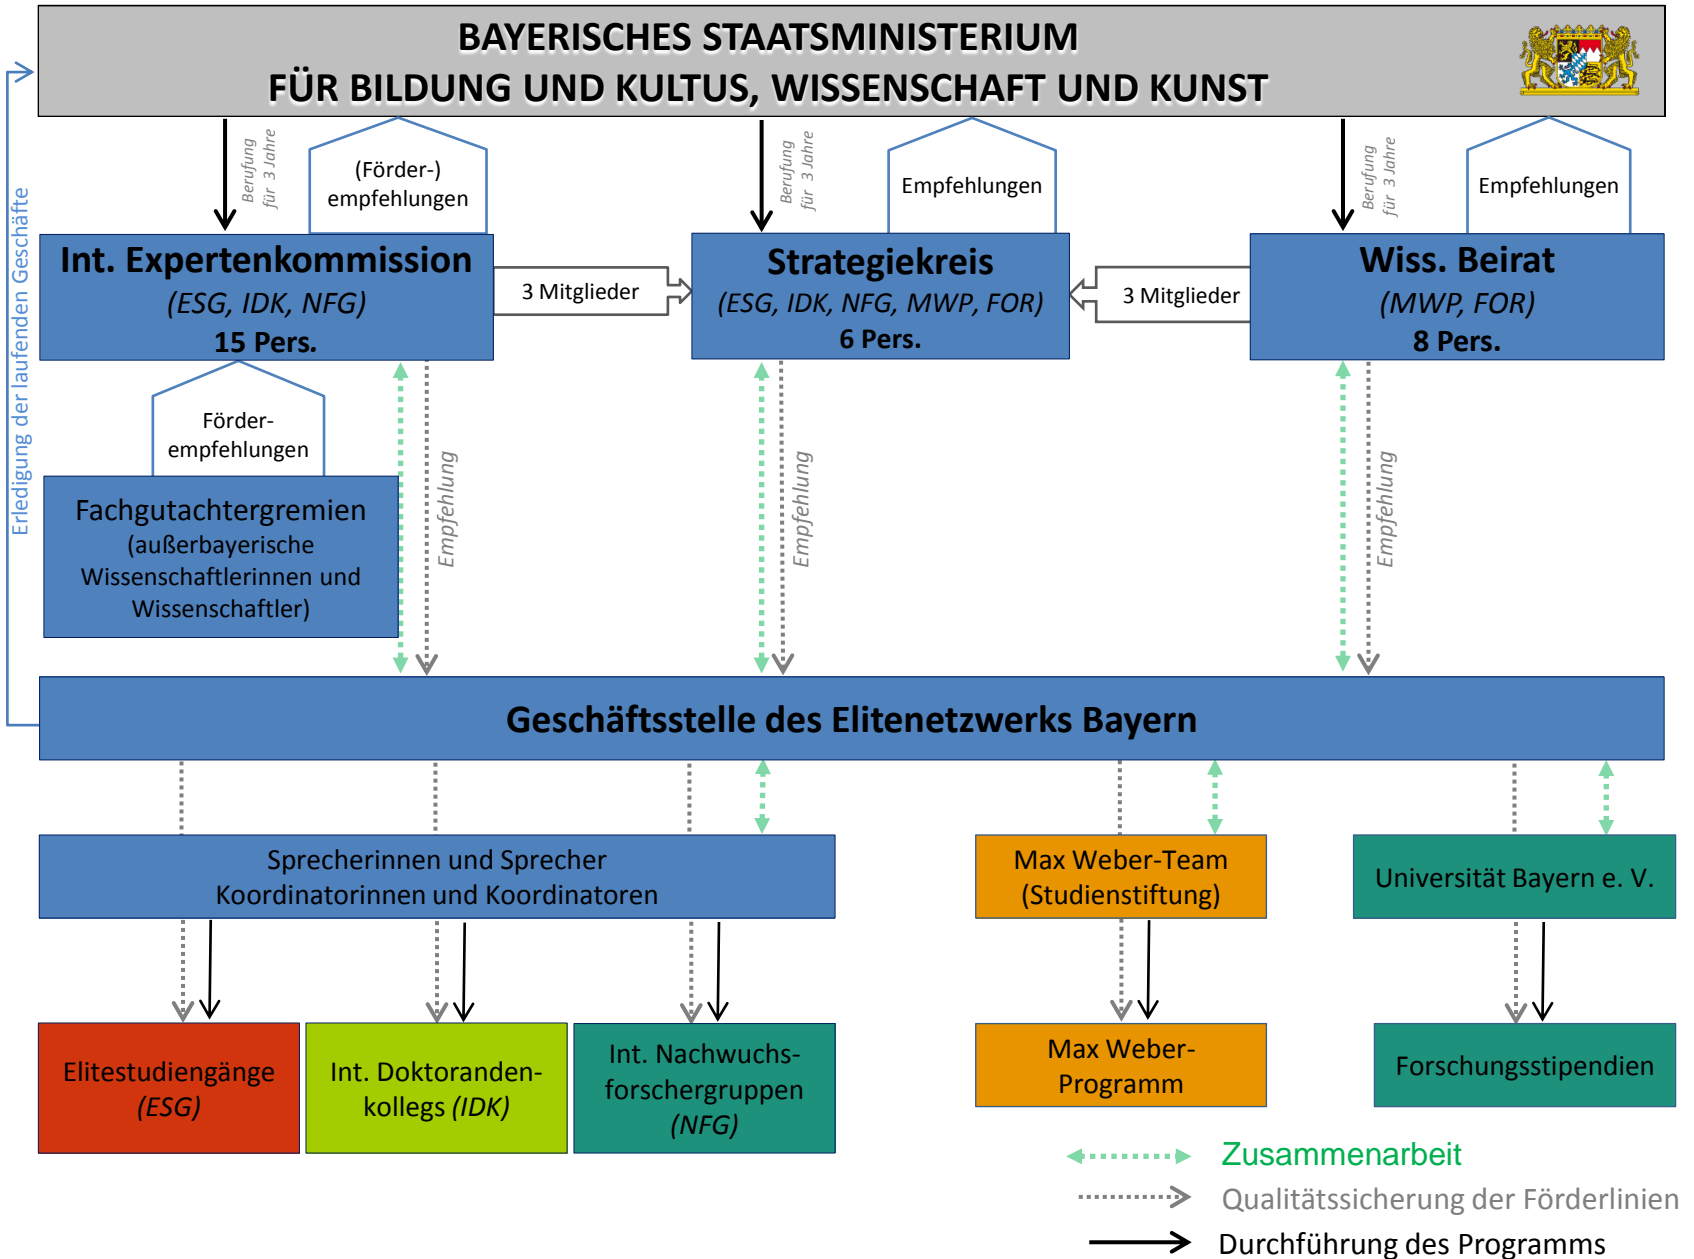 BAYERISCHES STAATSMINISTERIUM
FÜR BILDUNG UND KULTUS, WISSENSCHAFT UND KUNST
Erledigung der laufenden Geschäfte
Berufung
für 3 Jahre
(Förder-)
empfehlungen
Berufung
für 3 Jahre
Empfehlungen
Berufung
für 3 Jahre
Empfehlungen
Int. Expertenkommission
(ESG, IDK, NFG)
15 Pers.
3 Mitglieder
Strategiekreis
(ESG, IDK, NFG, MWP, FOR)
6 Pers.
3 Mitglieder
Wiss. Beirat
(MWP, FOR)
8 Pers.
Förder-
empfehlungen
Fachgutachtergremien
(außerbayerische
Wissenschaftlerinnen und
Wissenschaftler)
Empfehlung
Empfehlung
Empfehlung
Geschäftsstelle des Elitenetzwerks Bayern
Sprecherinnen und Sprecher
Koordinatorinnen und Koordinatoren
Max Weber-Team
(Studienstiftung)
Universität Bayern e. V.
Elitestudiengänge
(ESG)
Int. Doktoranden-
kollegs (IDK)
Int. Nachwuchs-
forschergruppen
(NFG)
Max Weber-
Programm
Forschungsstipendien
Zusammenarbeit
Qualitätssicherung der Förderlinien
Durchführung des Programms